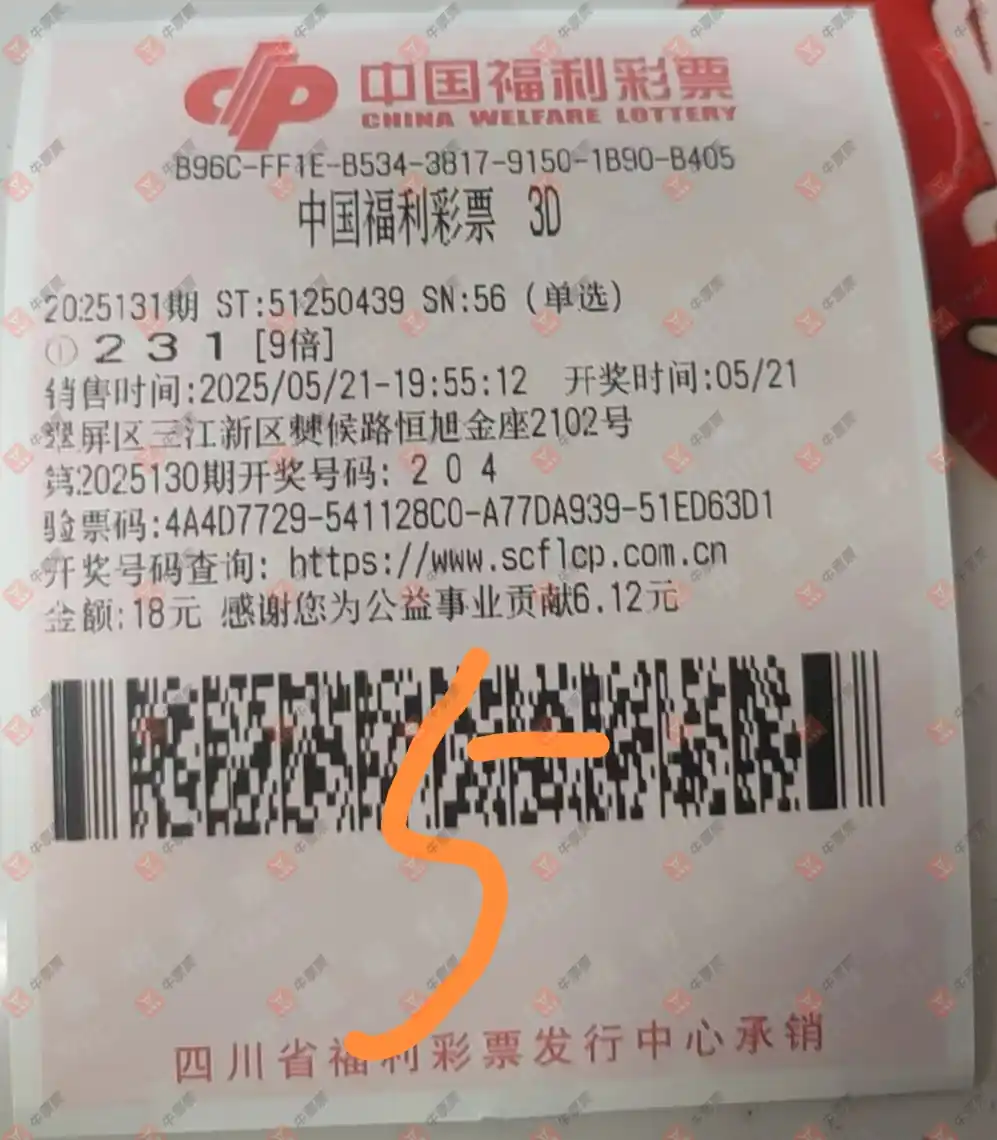 中国福利彩票
CHINA WELFARE LOTTERY
B96C-FF1E-B534-3817-9150-1B90-B405
中国福利彩票 3D
2025131期 ST:51250439 SN:56 (单选)
① 2 3 1 [9倍]
销售时间:2025/05/21-19:55:12 开奖时间:05/21
翠屏区三江新区僰候路恒旭金座2102号
第2025130期开奖号码: 2 0 4
验票码:4A4D7729-541128C0-A77DA939-51ED63D1
开奖号码查询: https://www.scflcp.com.cn
金额:18元 感谢您为公益事业贡献6.12元
5
四川省福利彩票发行中心承销